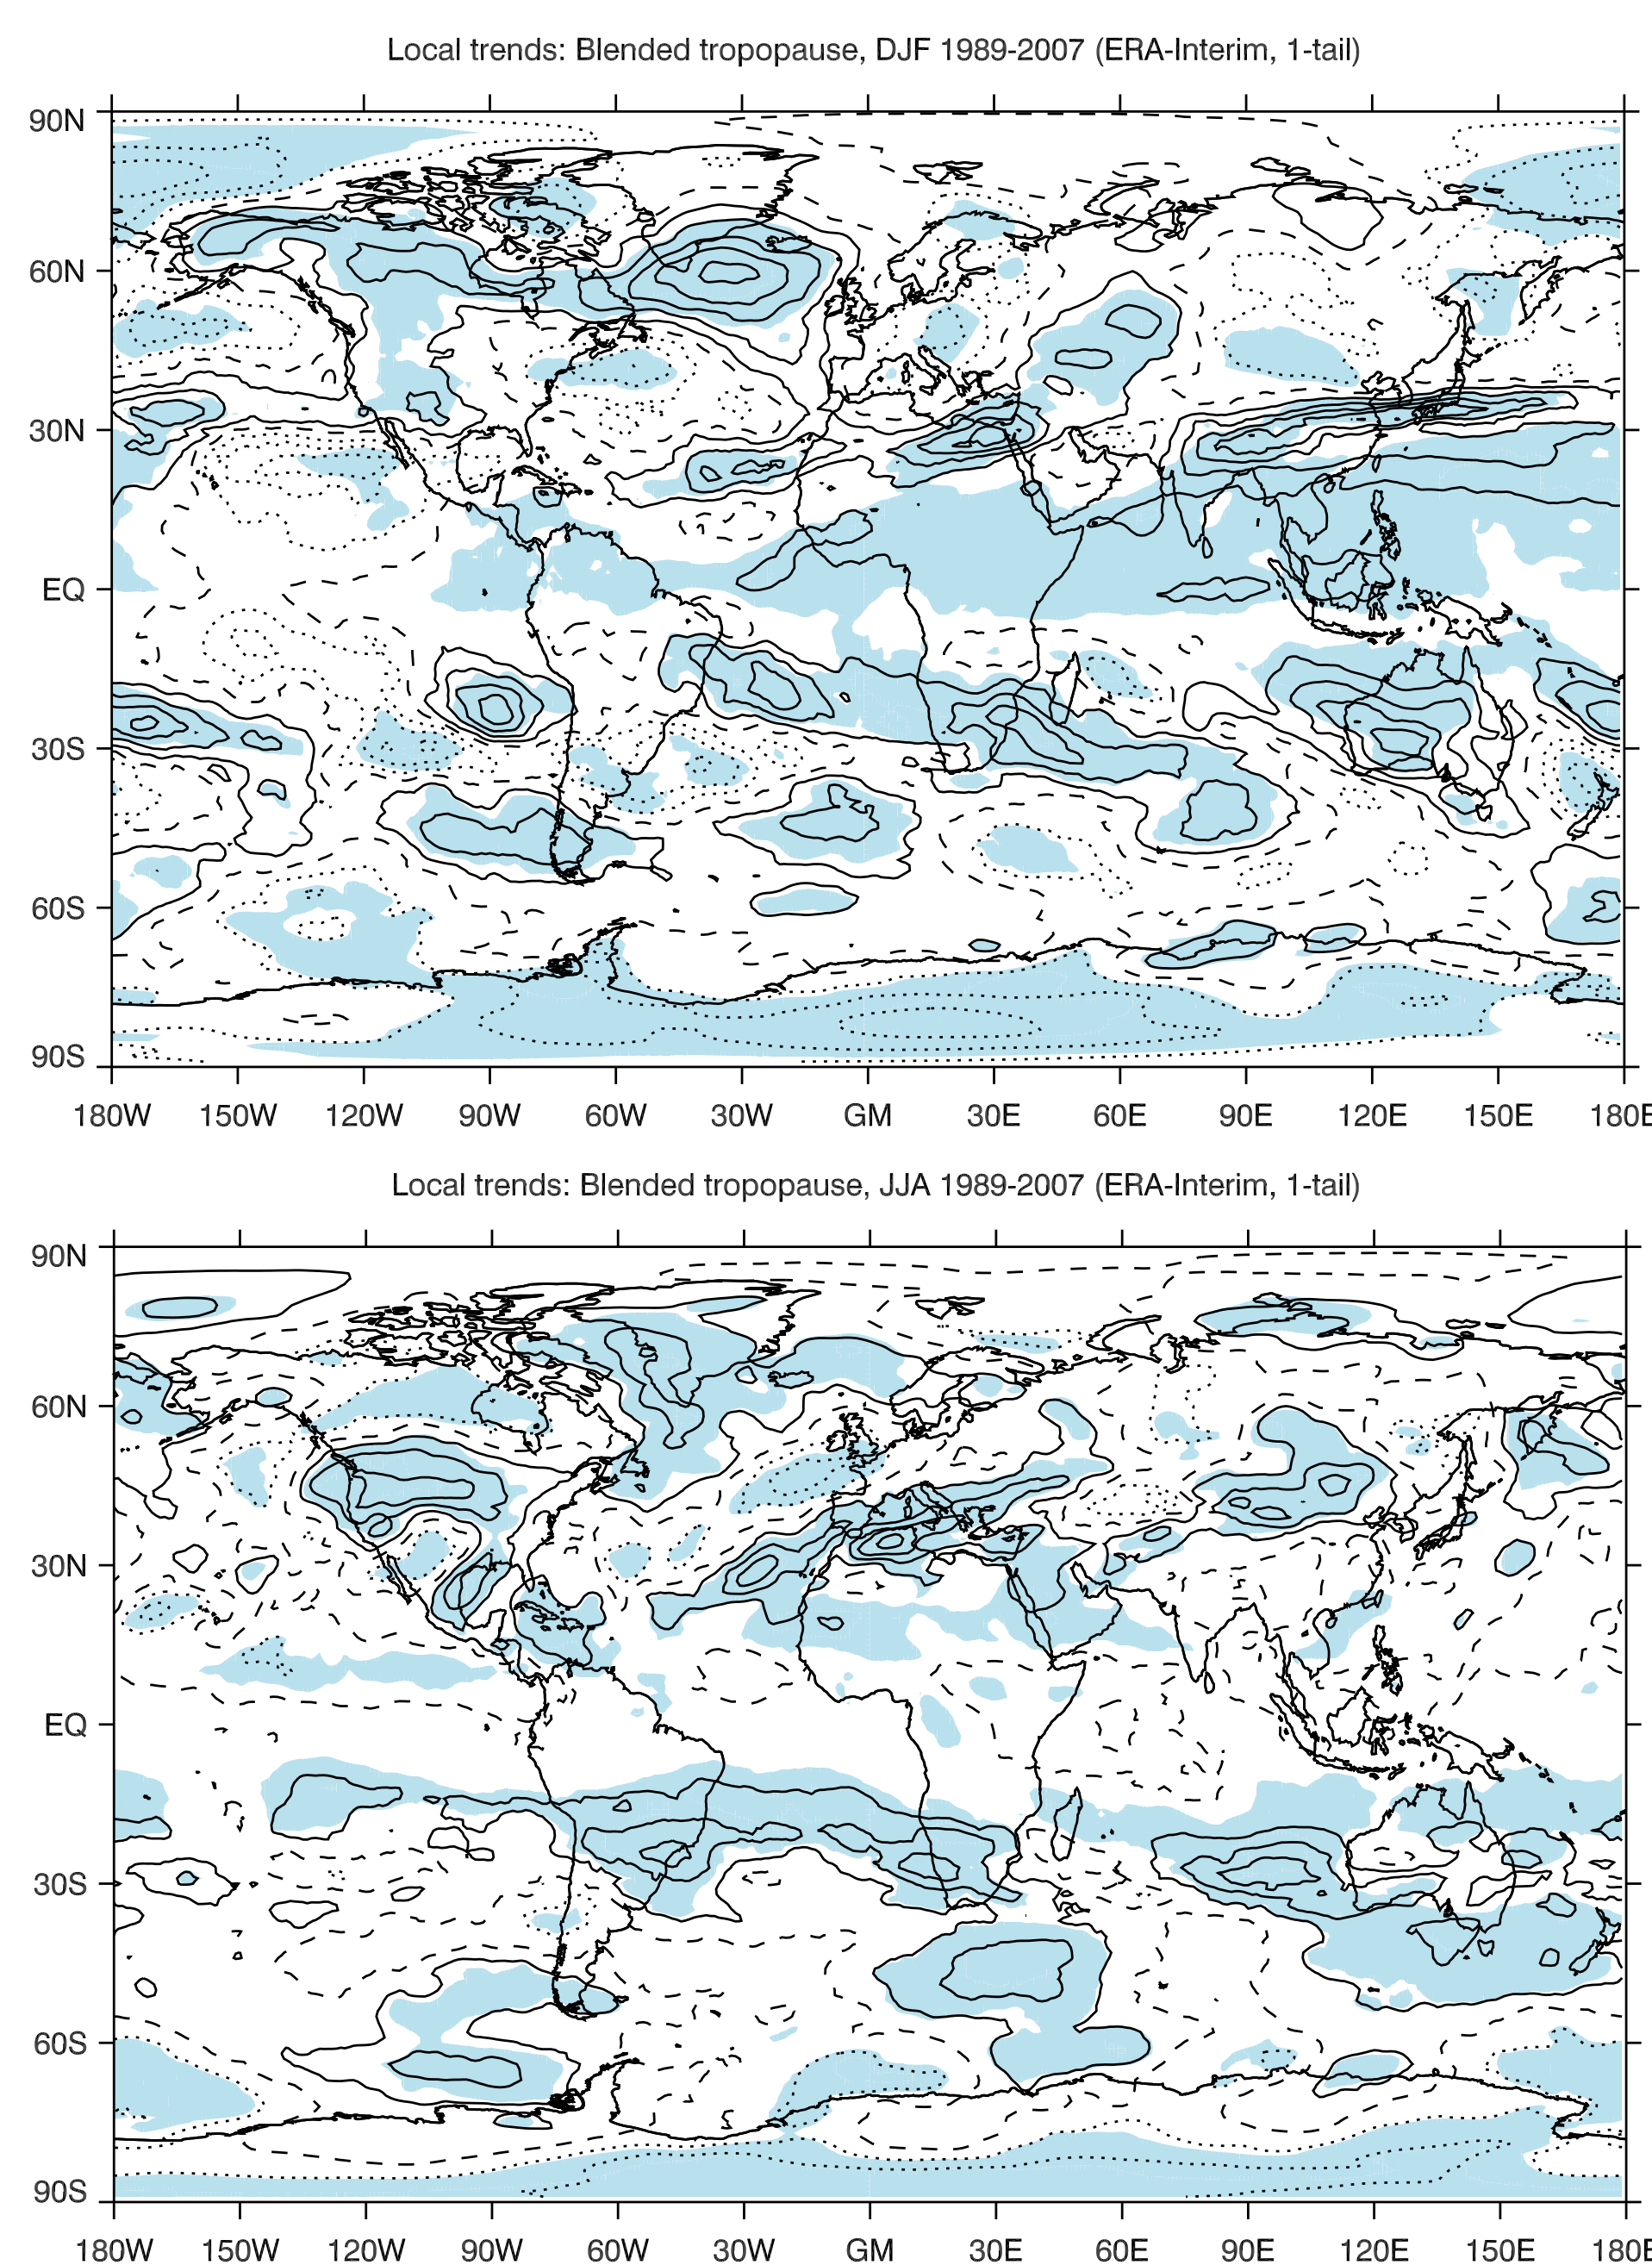 Local trends: Blended tropopause, DJF 1989-2007 (ERA-Interim, 1-tail)
90N
60N
30N
EQ
30S
60S
90S
180W 150W 120W 90W 60W 30W GM 30E 60E 90E 120E 150E 180E
Local trends: Blended tropopause, JJA 1989-2007 (ERA-Interim, 1-tail)
90N
60N
30N
EQ
30S
60S
90S
180W 150W 120W 90W 60W 30W GM 30E 60E 90E 120E 150E 180E